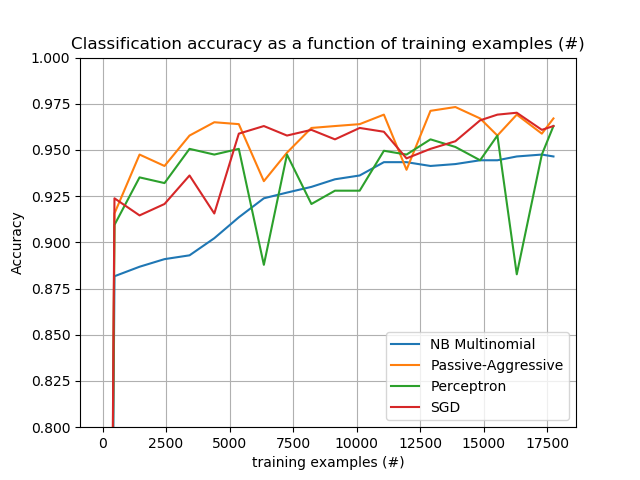 Classification accuracy as a function of training examples (#)
1.000
0.975
0.950
0.925
0.900
0.875
0.850
0.825
0.800
Accuracy
NB Multinomial
Passive-Aggressive
Perceptron
SGD
0 2500 5000 7500 10000 12500 15000 17500
training examples (#)